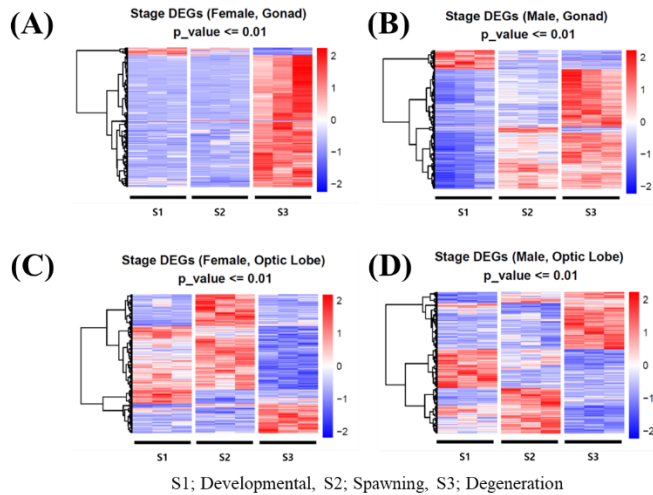 (A)
Stage DEGs (Female, Gonad)
p_value <= 0.01
2
1
0
−1
−2
S1 S2 S3
(B)
Stage DEGs (Male, Gonad)
p_value <= 0.01
2
1
0
−1
−2
S1 S2 S3
(C)
Stage DEGs (Female, Optic Lobe)
p_value <= 0.01
2
1
0
−1
−2
S1 S2 S3
(D)
Stage DEGs (Male, Optic Lobe)
p_value <= 0.01
2
1
0
−1
−2
S1 S2 S3
S1; Developmental, S2; Spawning, S3; Degeneration